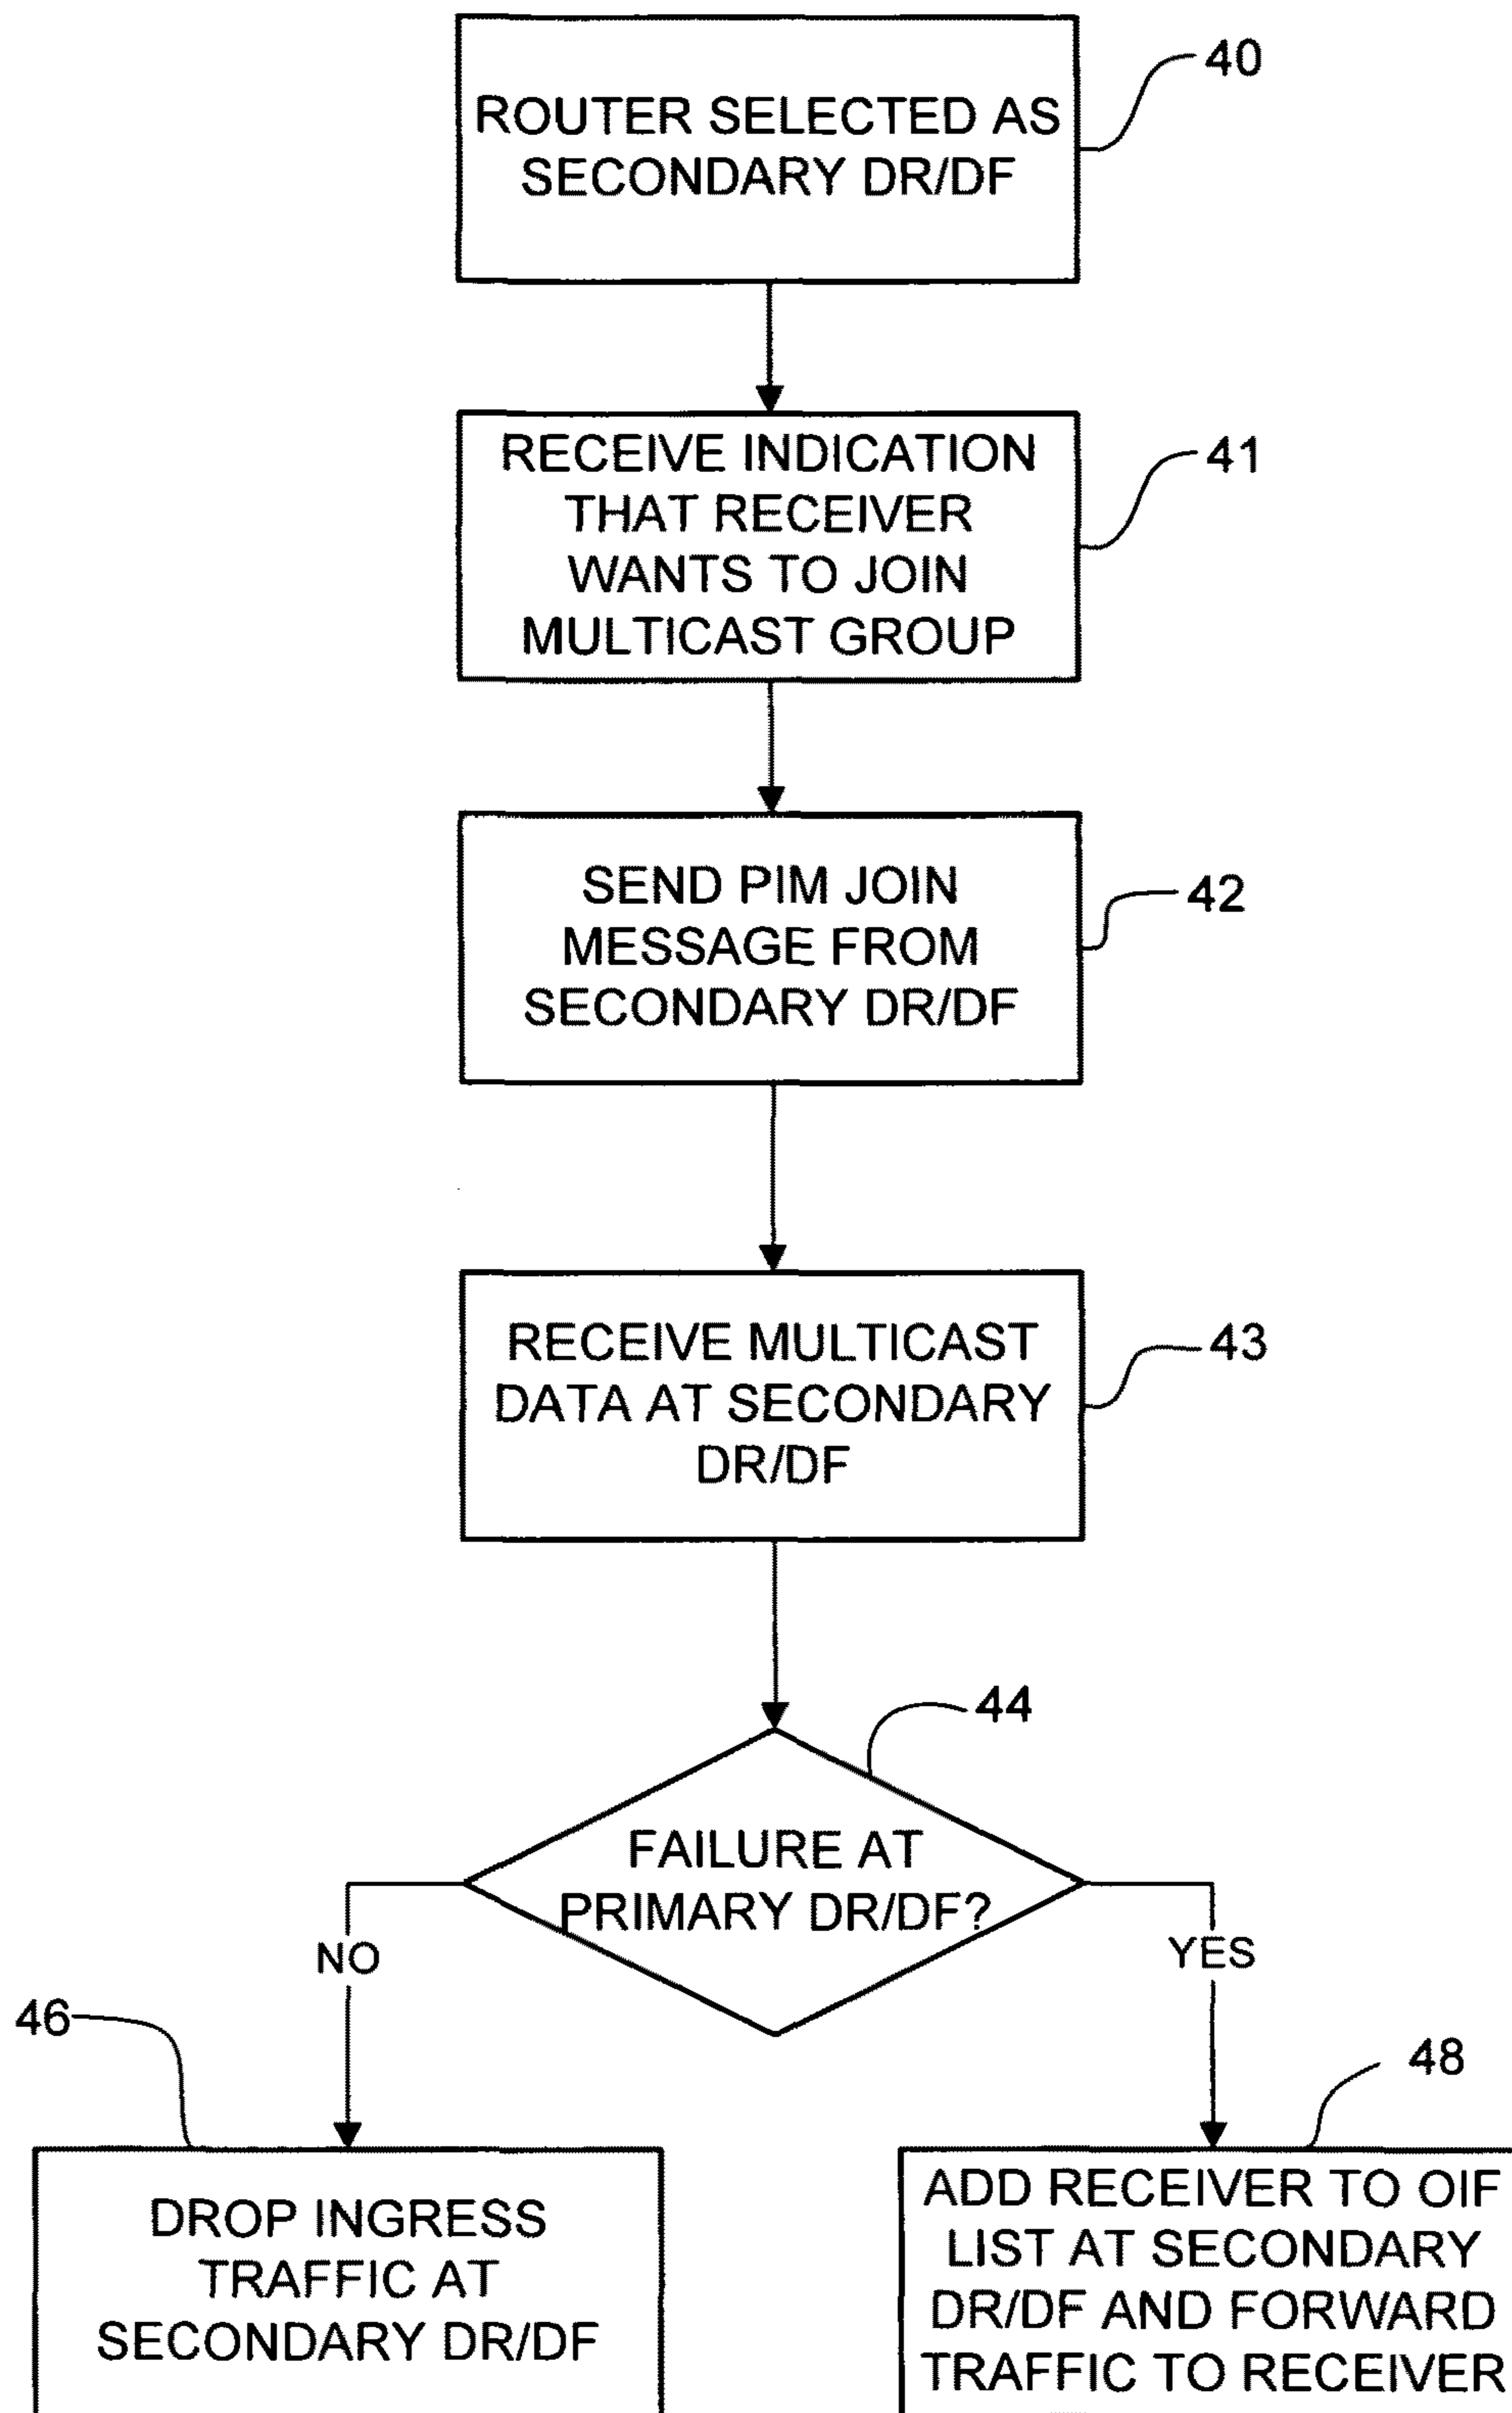 40
ROUTER SELECTED AS
SECONDARY DR/DF
41
RECEIVE INDICATION
THAT RECEIVER
WANTS TO JOIN
MULTICAST GROUP
42
SEND PIM JOIN
MESSAGE FROM
SECONDARY DR/DF
43
RECEIVE MULTICAST
DATA AT SECONDARY
DR/DF
44
FAILURE AT
PRIMARY DR/DF?
NO
YES
46
48
DROP INGRESS
TRAFFIC AT
SECONDARY DR/DF
ADD RECEIVER TO OIF
LIST AT SECONDARY
DR/DF AND FORWARD
TRAFFIC TO RECEIVER